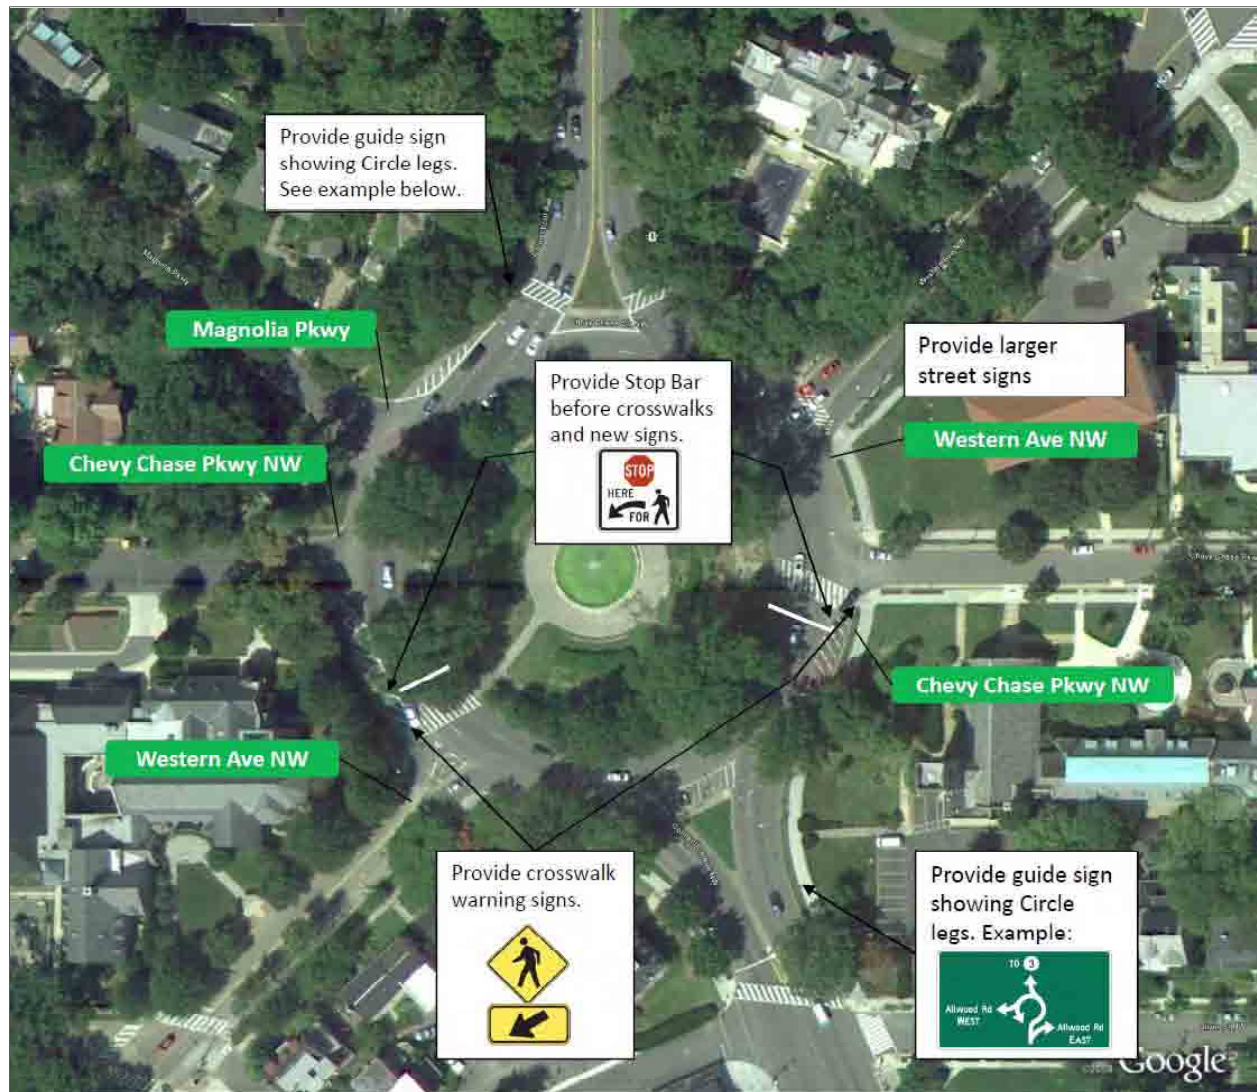 Provide guide sign
showing Circle legs.
See example below.
Magnolia Pkwy
Magnolia Pkwy
Provide larger
street signs
Provide Stop Bar
before crosswalks
and new signs.
STOP
HERE
FOR
Western Ave NW
Chevy Chase Pkwy NW
Chevy Chase Pkwy NW
Western Ave NW
Provide crosswalk
warning signs.
Provide guide sign
showing Circle
legs. Example:
TO 3
Allwood Rd
WEST
Allwood Rd
EAST
Google